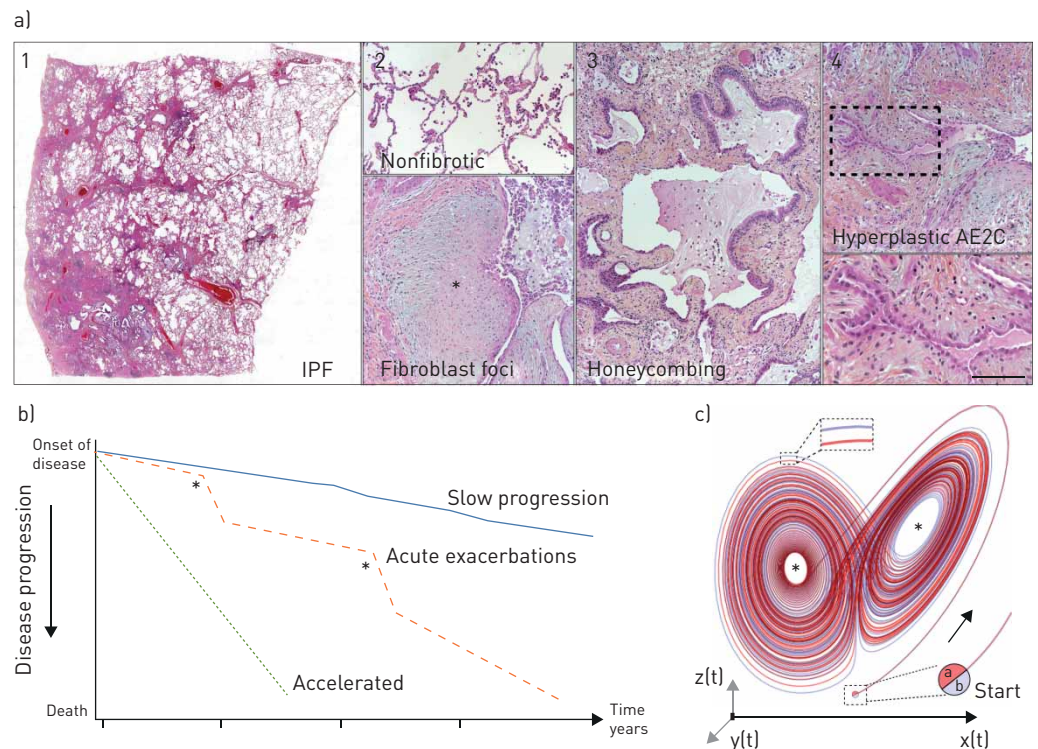 a)
1
IPF
2
Nonfibrotic
*
Fibroblast foci
3
Honeycombing
4
Hyperplastic AE2C
b)
Onset of
disease
Disease progression
*
*
Slow progression
Acute exacerbations
Accelerated
Death
Time
years
c)
*
*
a
b
Start
z(t)
y(t)
x(t)